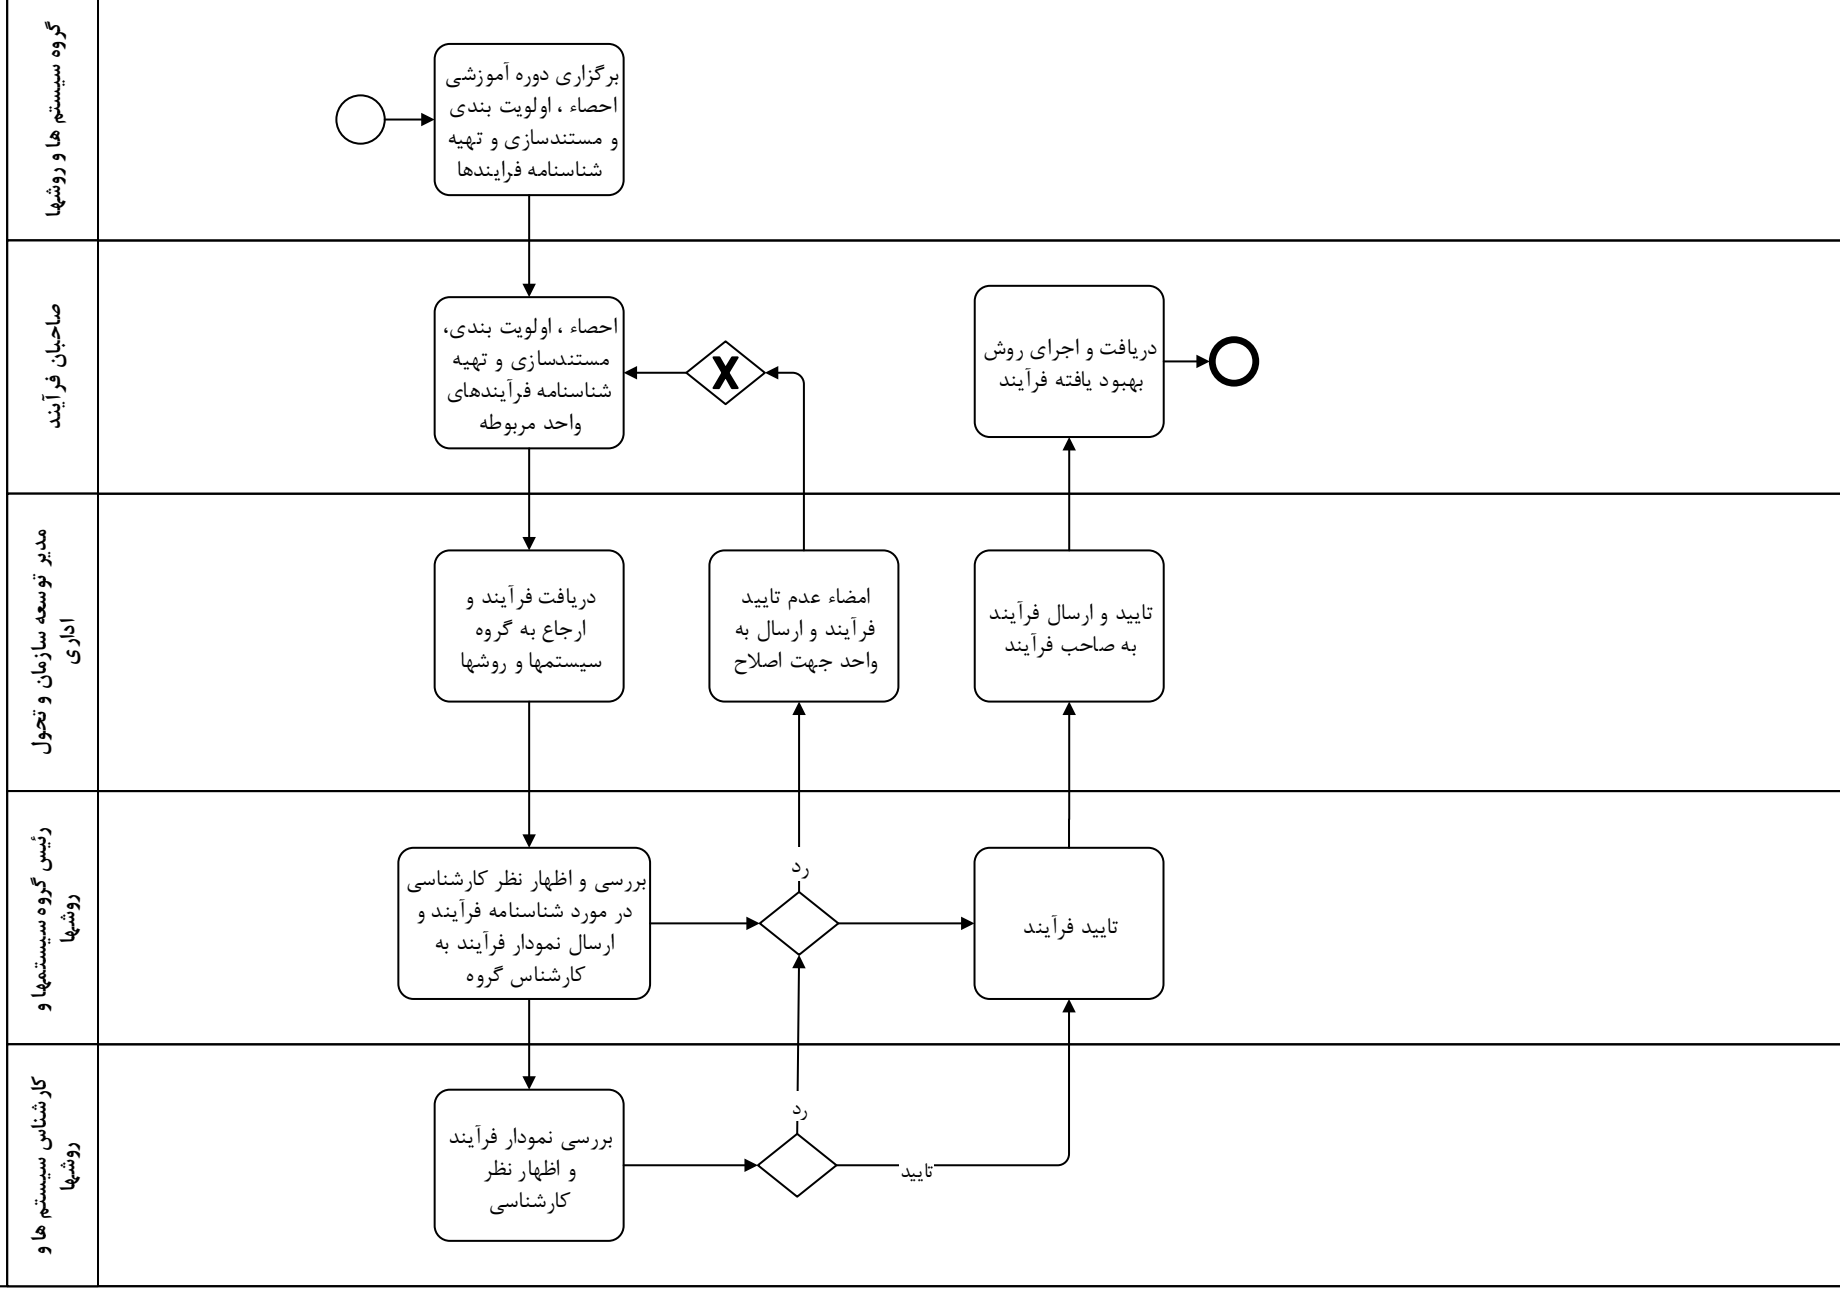 گروه سیستم ها و روشها
برگزاری دوره آموزشی
احصاء ، اولویت بندی
و مستندسازی و تهیه
شناسنامه فرایندها
صاحبان فرآیند
احصاء ، اولویت بندی،
مستندسازی و تهیه
شناسنامه فرآیندهای
واحد مربوطه
X
دریافت و اجرای روش
بهبود یافته فرآیند
مدیر توسعه سازمان و تحول
اداری
دریافت فرآیند و
ارجاع به گروه
سیستمها و روشها
امضاء عدم تایید
فرآیند و ارسال به
واحد جهت اصلاح
تایید و ارسال فرآیند
به صاحب فرآیند
رئیس گروه سیستمها و
روشها
بررسی و اظهار نظر کارشناسی
در مورد شناسنامه فرآیند و
ارسال نمودار فرآیند به
کارشناس گروه
رد
تایید فرآیند
کارشناس سیستم ها و
روشها
بررسی نمودار فرآیند
و اظهار نظر
کارشناسی
رد
تایید